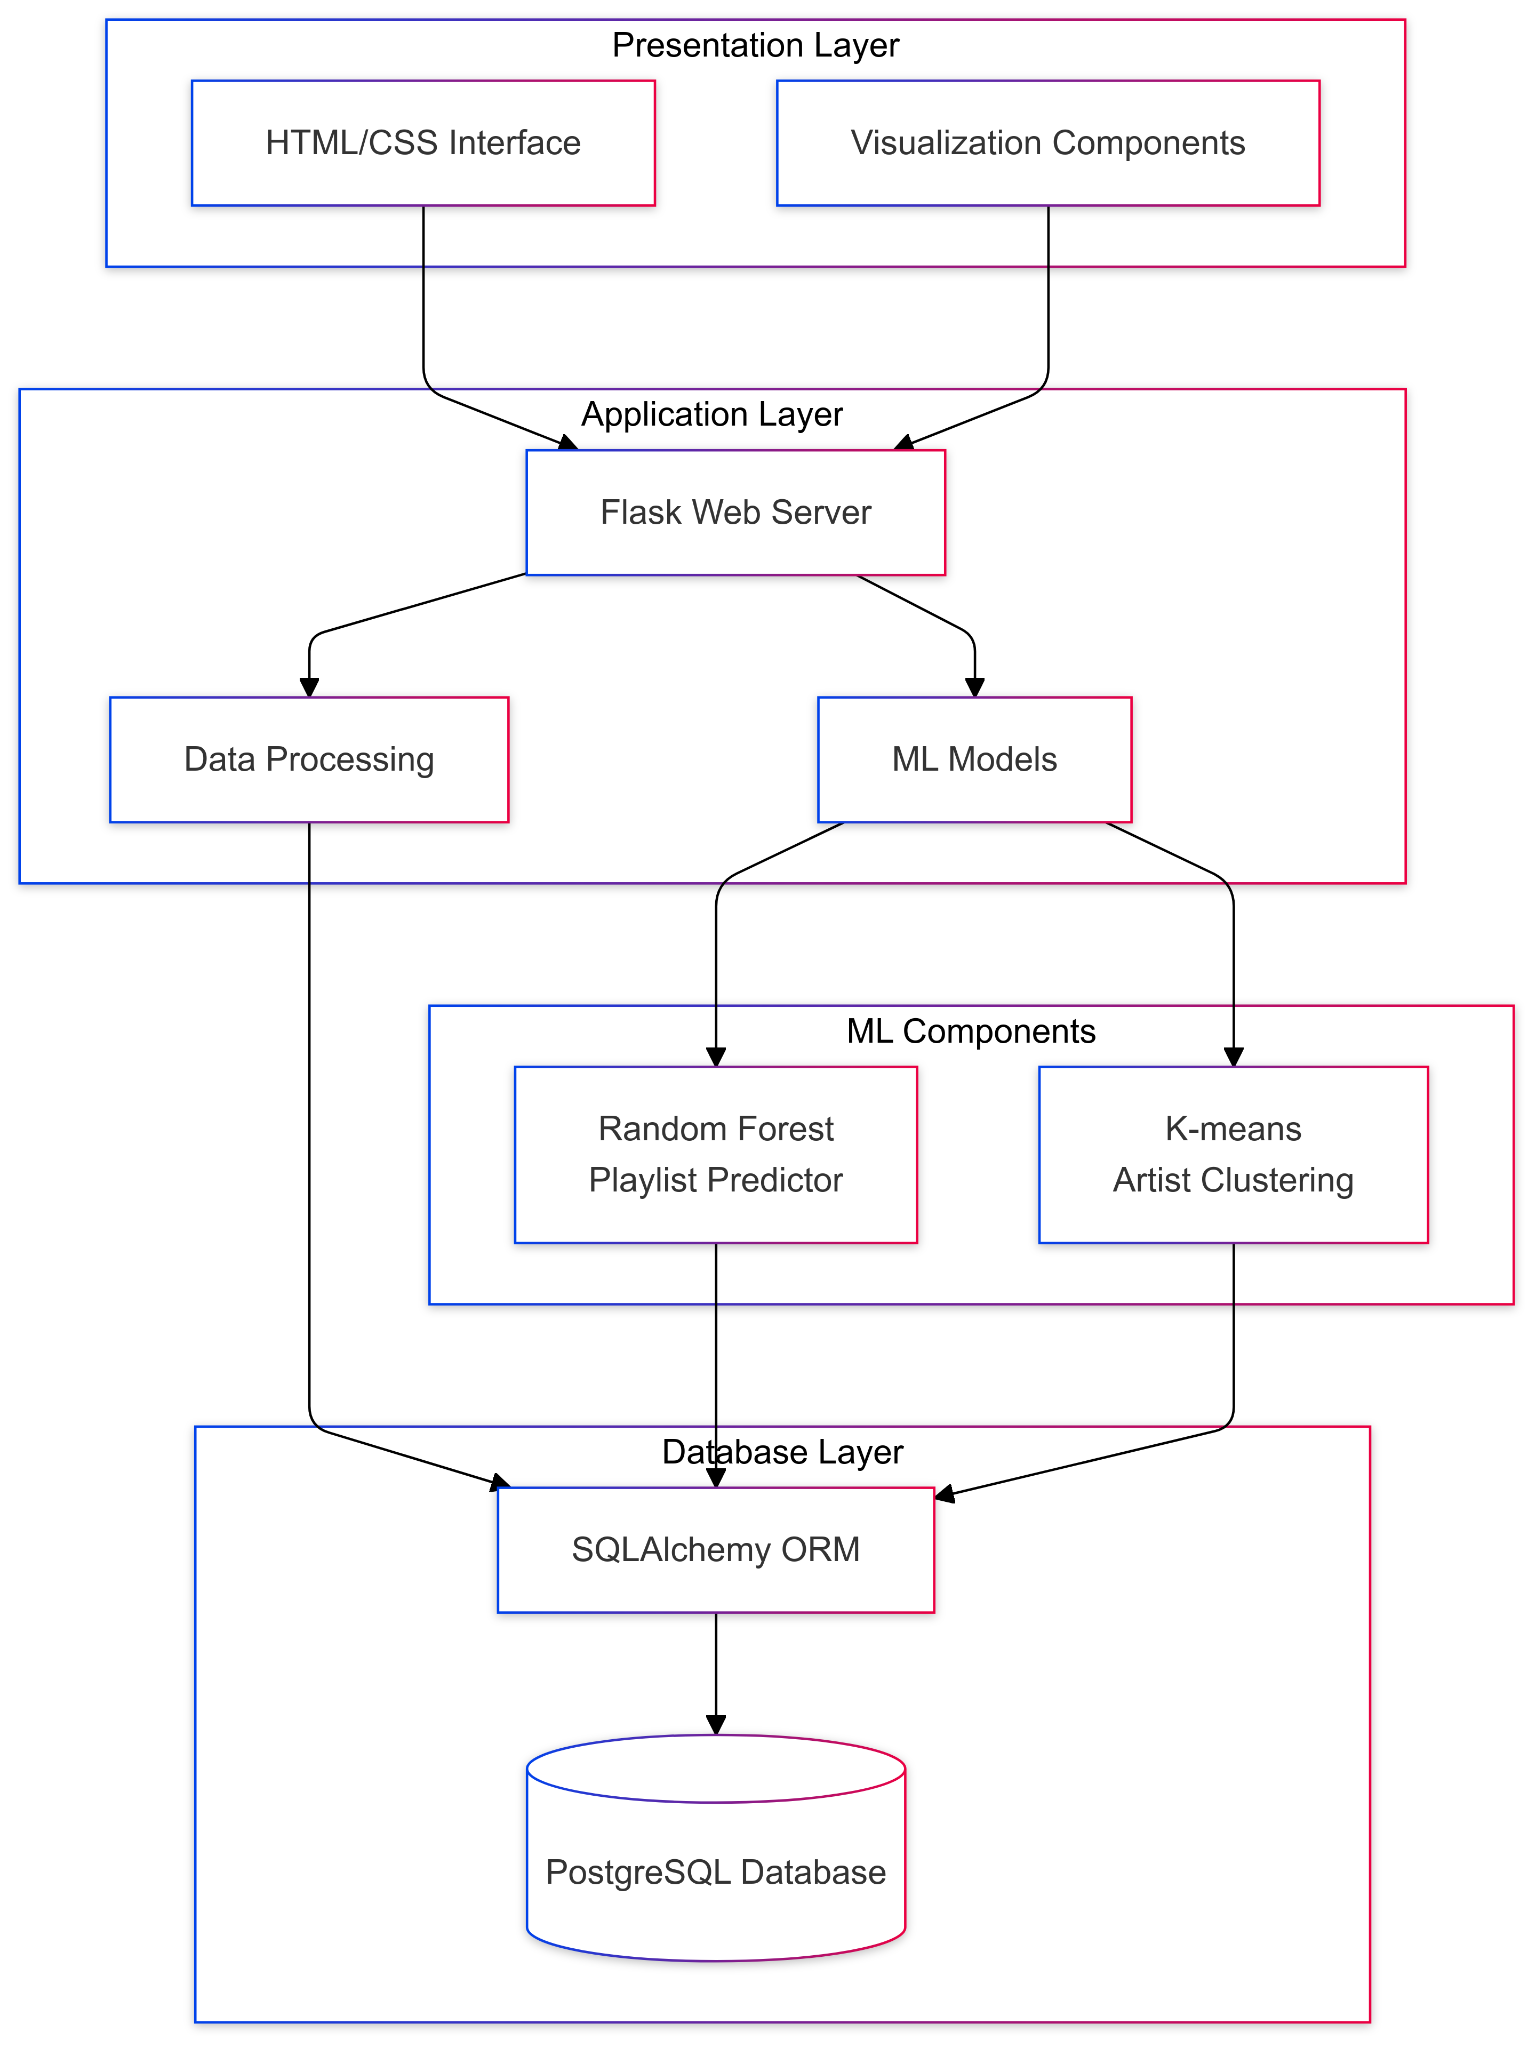 Presentation Layer
HTML/CSS Interface
Visualization Components
Application Layer
Flask Web Server
Data Processing
ML Models
ML Components
Random Forest
Playlist Predictor
K-means
Artist Clustering
Database Layer
SQLAlchemy ORM
PostgreSQL Database